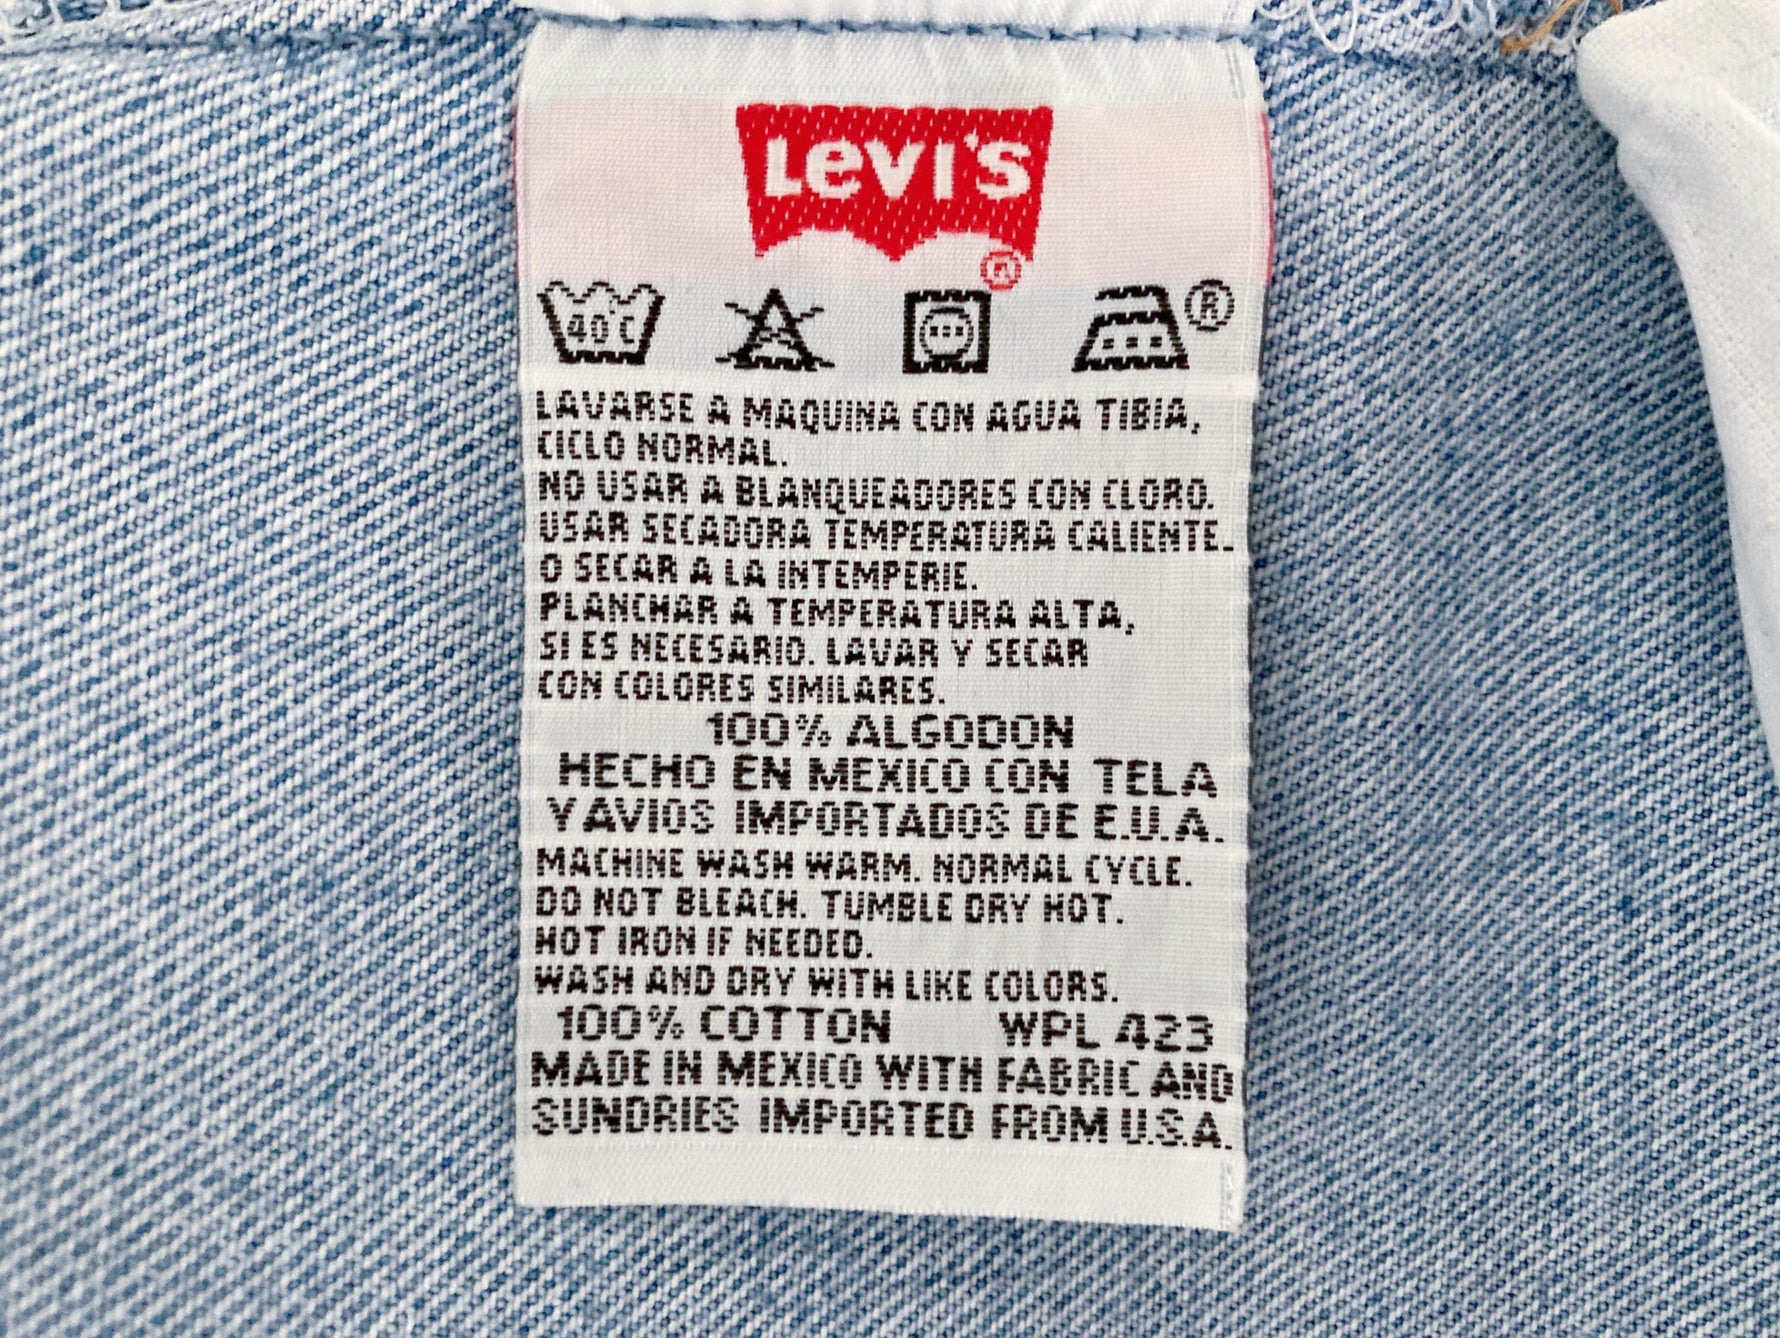 Levi's
®
40°C
®
LAVARSE A MAQUINA CON AGUA TIBIA,
CICLO NORMAL.
NO USAR A BLANQUEADORES CON CLORO.
USAR SECADORA TEMPERATURA CALIENTE.
O SECAR A LA INTEMPERIE.
PLANCHAR A TEMPERATURA ALTA,
SI ES NECESARIO. LAVAR Y SECAR
CON COLORES SIMILARES.
100% ALGODON
HECHO EN MEXICO CON TELA
Y AVIOS IMPORTADOS DE E.U.A.
MACHINE WASH WARM. NORMAL CYCLE.
DO NOT BLEACH. TUMBLE DRY HOT.
HOT IRON IF NEEDED.
WASH AND DRY WITH LIKE COLORS.
100% COTTON WPL 423
MADE IN MEXICO WITH FABRIC AND
SUNDRIES IMPORTED FROM U.S.A.